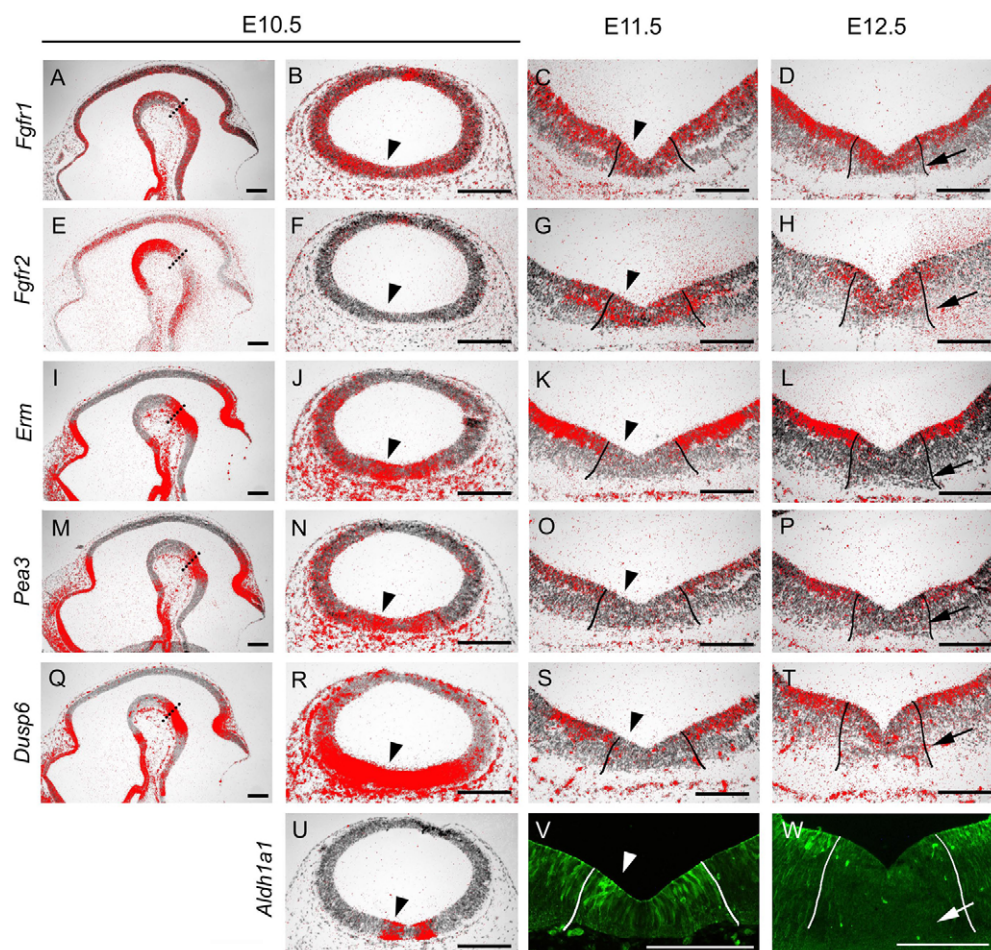 E10.5 E11.5 E12.5
Fgfr1 A B C D
Fgfr2 E F G H
Erm I J K L
Pea3 M N O P
Dusp6 Q R S T
Aldh1a1 U V W